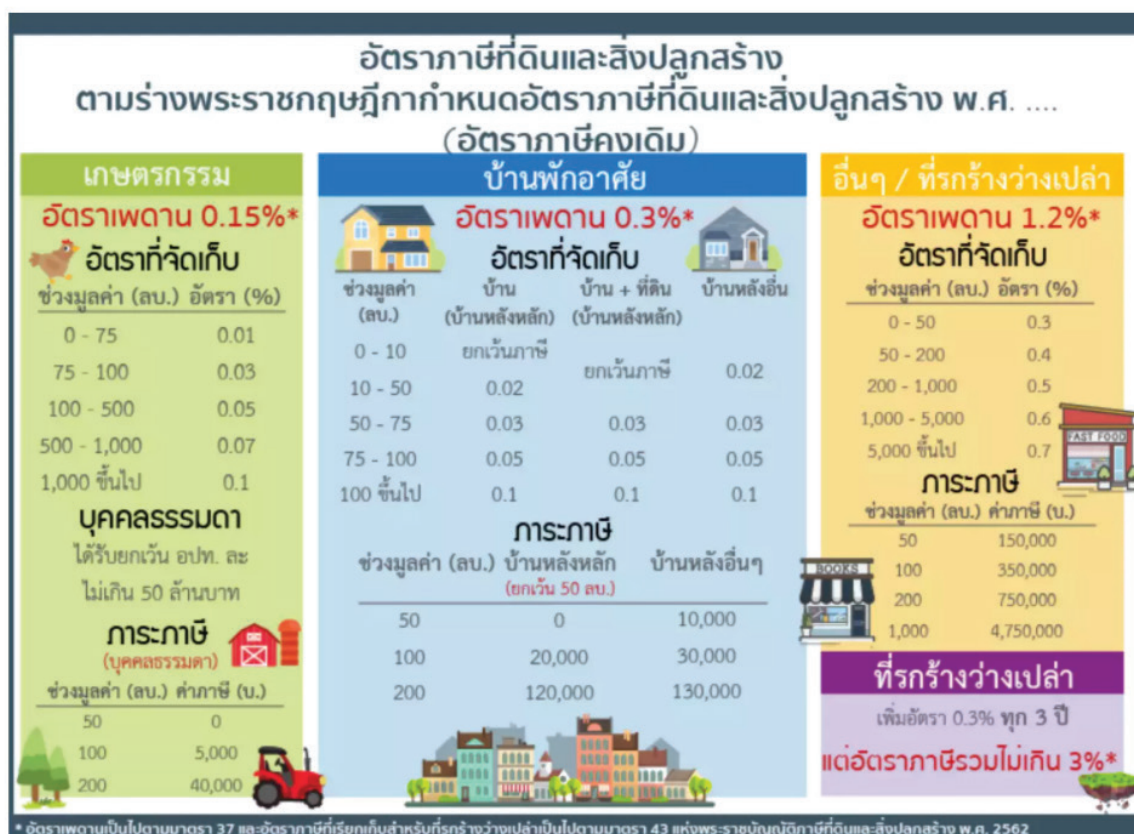 อัตราภาษีที่ดินและสิ่งปลูกสร้าง
ตามร่างพระราชกฤษฎีกากำหนดอัตราภาษีที่ดินและสิ่งปลูกสร้าง พ.ศ. ....
(อัตราภาษีคงเดิม)
เกษตรกรรม
อัตราเพดาน 0.15%*
อัตราที่จัดเก็บ
ช่วงมูลค่า (ลบ.) อัตรา (%)
0 - 75 0.01
75 - 100 0.03
100 - 500 0.05
500 - 1,000 0.07
1,000 ขึ้นไป 0.1
บุคคลธรรมดา
ได้รับยกเว้น อปท. ละ
ไม่เกิน 50 ล้านบาท
ภาระภาษี
(บุคคลธรรมดา)
ช่วงมูลค่า (ลบ.) ค่าภาษี (บ.)
50 0
100 5,000
200 40,000
บ้านพักอาศัย
อัตราเพดาน 0.3%*
อัตราที่จัดเก็บ
ช่วงมูลค่า บ้าน บ้าน + ที่ดิน บ้านหลังอื่น
(ลบ.) (บ้านหลังหลัก) (บ้านหลังหลัก)
0 - 10 ยกเว้นภาษี
ยกเว้นภาษี 0.02
10 - 50 0.02
50 - 75 0.03 0.03 0.03
75 - 100 0.05 0.05 0.05
100 ขึ้นไป 0.1 0.1 0.1
ภาระภาษี
ช่วงมูลค่า (ลบ.) บ้านหลังหลัก บ้านหลังอื่นๆ
(ยกเว้น 50 ลบ.)
50 0 10,000
100 20,000 30,000
200 120,000 130,000
อื่นๆ / ที่รกร้างว่างเปล่า
อัตราเพดาน 1.2%*
อัตราที่จัดเก็บ
ช่วงมูลค่า (ลบ.) อัตรา (%)
0 - 50 0.3
50 - 200 0.4
200 - 1,000 0.5
1,000 - 5,000 0.6
5,000 ขึ้นไป 0.7
FAST FOOD
ภาระภาษี
ช่วงมูลค่า (ลบ.) ค่าภาษี (บ.)
50 150,000
100 350,000
200 750,000
1,000 4,750,000
BOOKS
ที่รกร้างว่างเปล่า
เพิ่มอัตรา 0.3% ทุก 3 ปี
แต่อัตราภาษีรวมไม่เกิน 3%*
* อัตราเพดานเป็นไปตามมาตรา 37 และอัตราภาษีที่เรียกเก็บสำหรับที่รกร้างว่างเปล่าเป็นไปตามมาตรา 43 แห่งพระราชบัญญัติภาษีที่ดินและสิ่งปลูกสร้าง พ.ศ. 2562